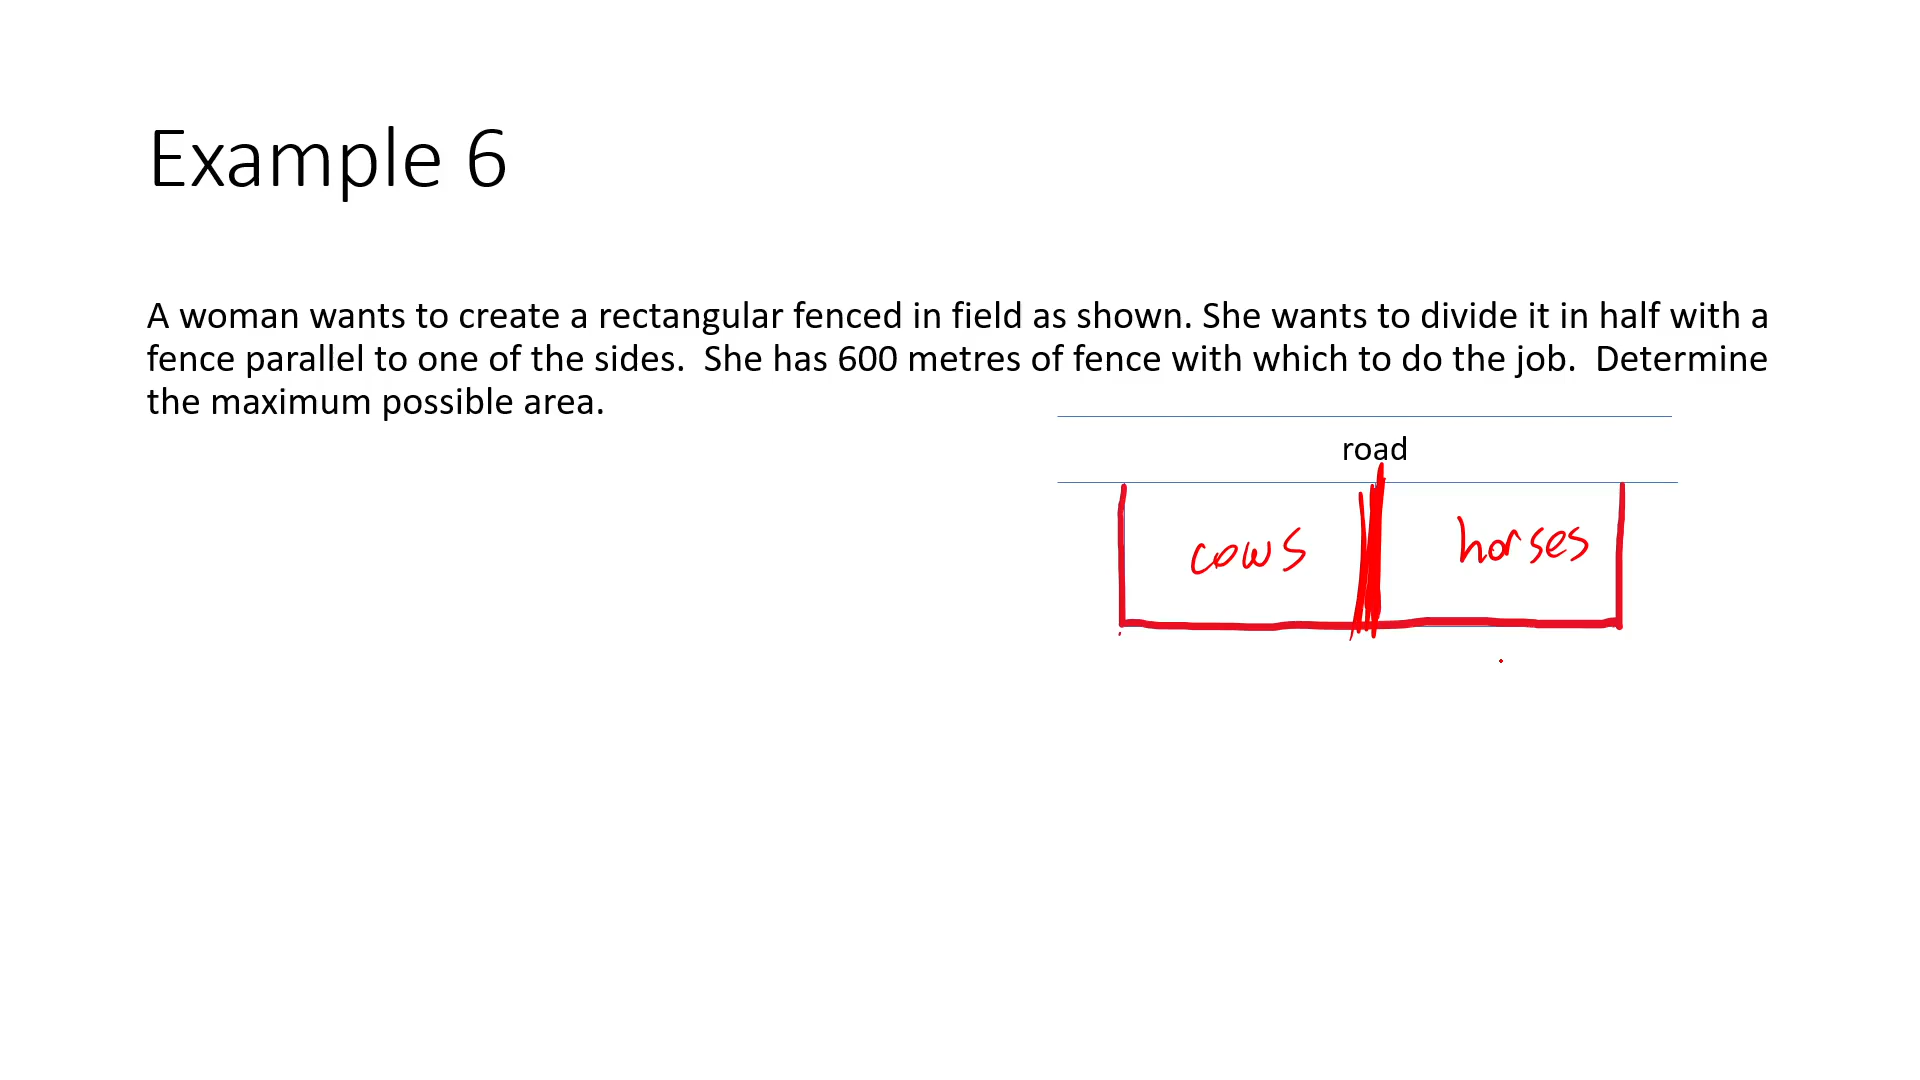 Example 6
A woman wants to create a rectangular fenced in field as shown. She wants to divide it in half with a
fence parallel to one of the sides.  She has 600 metres of fence with which to do the job.  Determine
the maximum possible area.
road
cows
horses